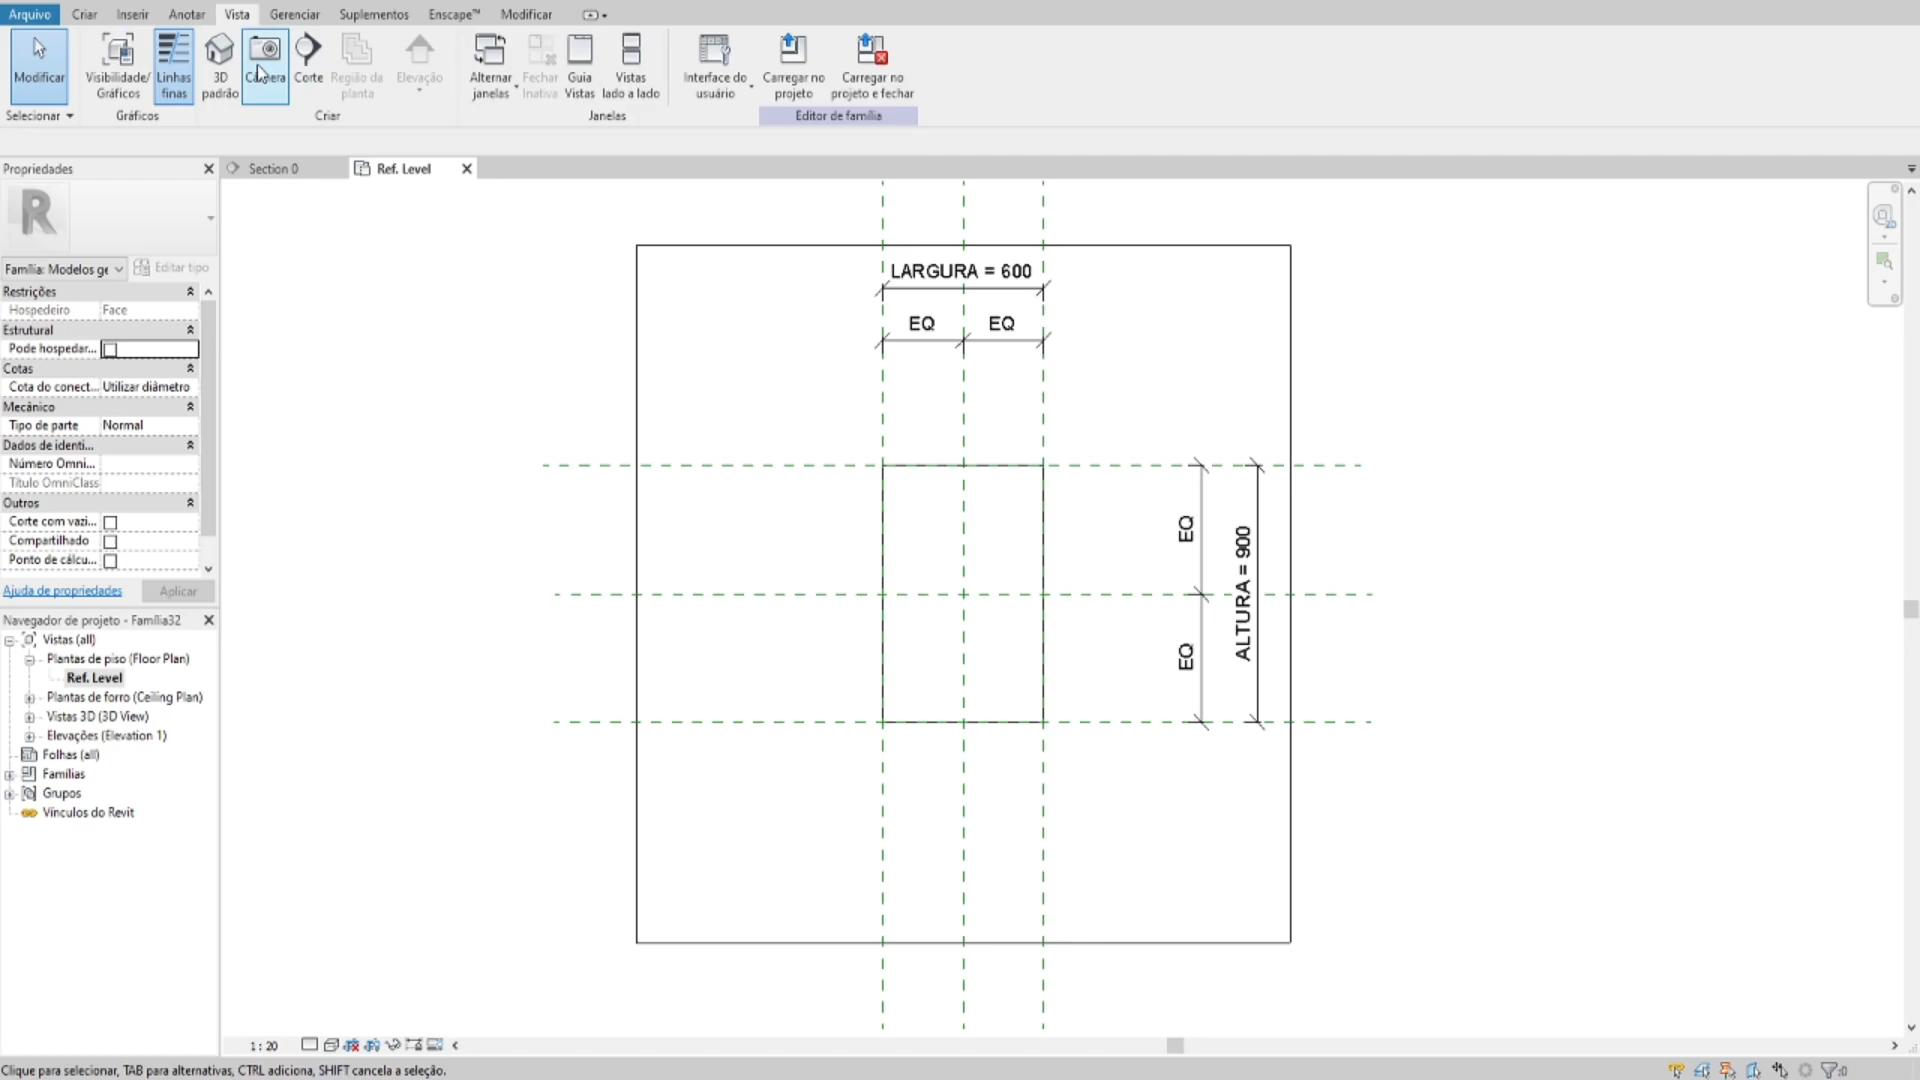 Arquivo Criar Inserir Anotar Vista Gerenciar Suplementos Enscape™ Modificar
Modificar
Visibilidade/
Gráficos
Linhas
finas
3D
padrão
Câmera
Corte
Região da
planta
Elevação
Alternar
janelas
Fechar
Inativa
Guia
Vistas
Vistas
lado a lado
Interface do
usuário
Carregar no
projeto
Carregar no
projeto e fechar
Selecionar
Gráficos
Criar
Janelas
Editor de família
Propriedades
Section 0
Ref. Level
R
Família: Modelos ge
Editar tipo
Restrições
Hospedeiro Face
Estrutural
Pode hospedar...
Cotas
Cota do conect... Utilizar diâmetro
Mecânico
Tipo de parte Normal
Dados de identi...
Número Omni...
Título OmniClass
Outros
Corte com vazi...
Compartilhado
Ponto de cálcu...
Ajuda de propriedades
Aplicar
Navegador de projeto - Família32
Vistas (all)
Plantas de piso (Floor Plan)
Ref. Level
Plantas de forro (Ceiling Plan)
Vistas 3D (3D View)
Elevações (Elevation 1)
Folhas (all)
Famílias
Grupos
Vínculos do Revit
LARGURA = 600
EQ EQ
EQ
ALTURA = 900
EQ
2D
1 : 20
Clique para selecionar, TAB para alternativas, CTRL adiciona, SHIFT cancela a seleção.
:0